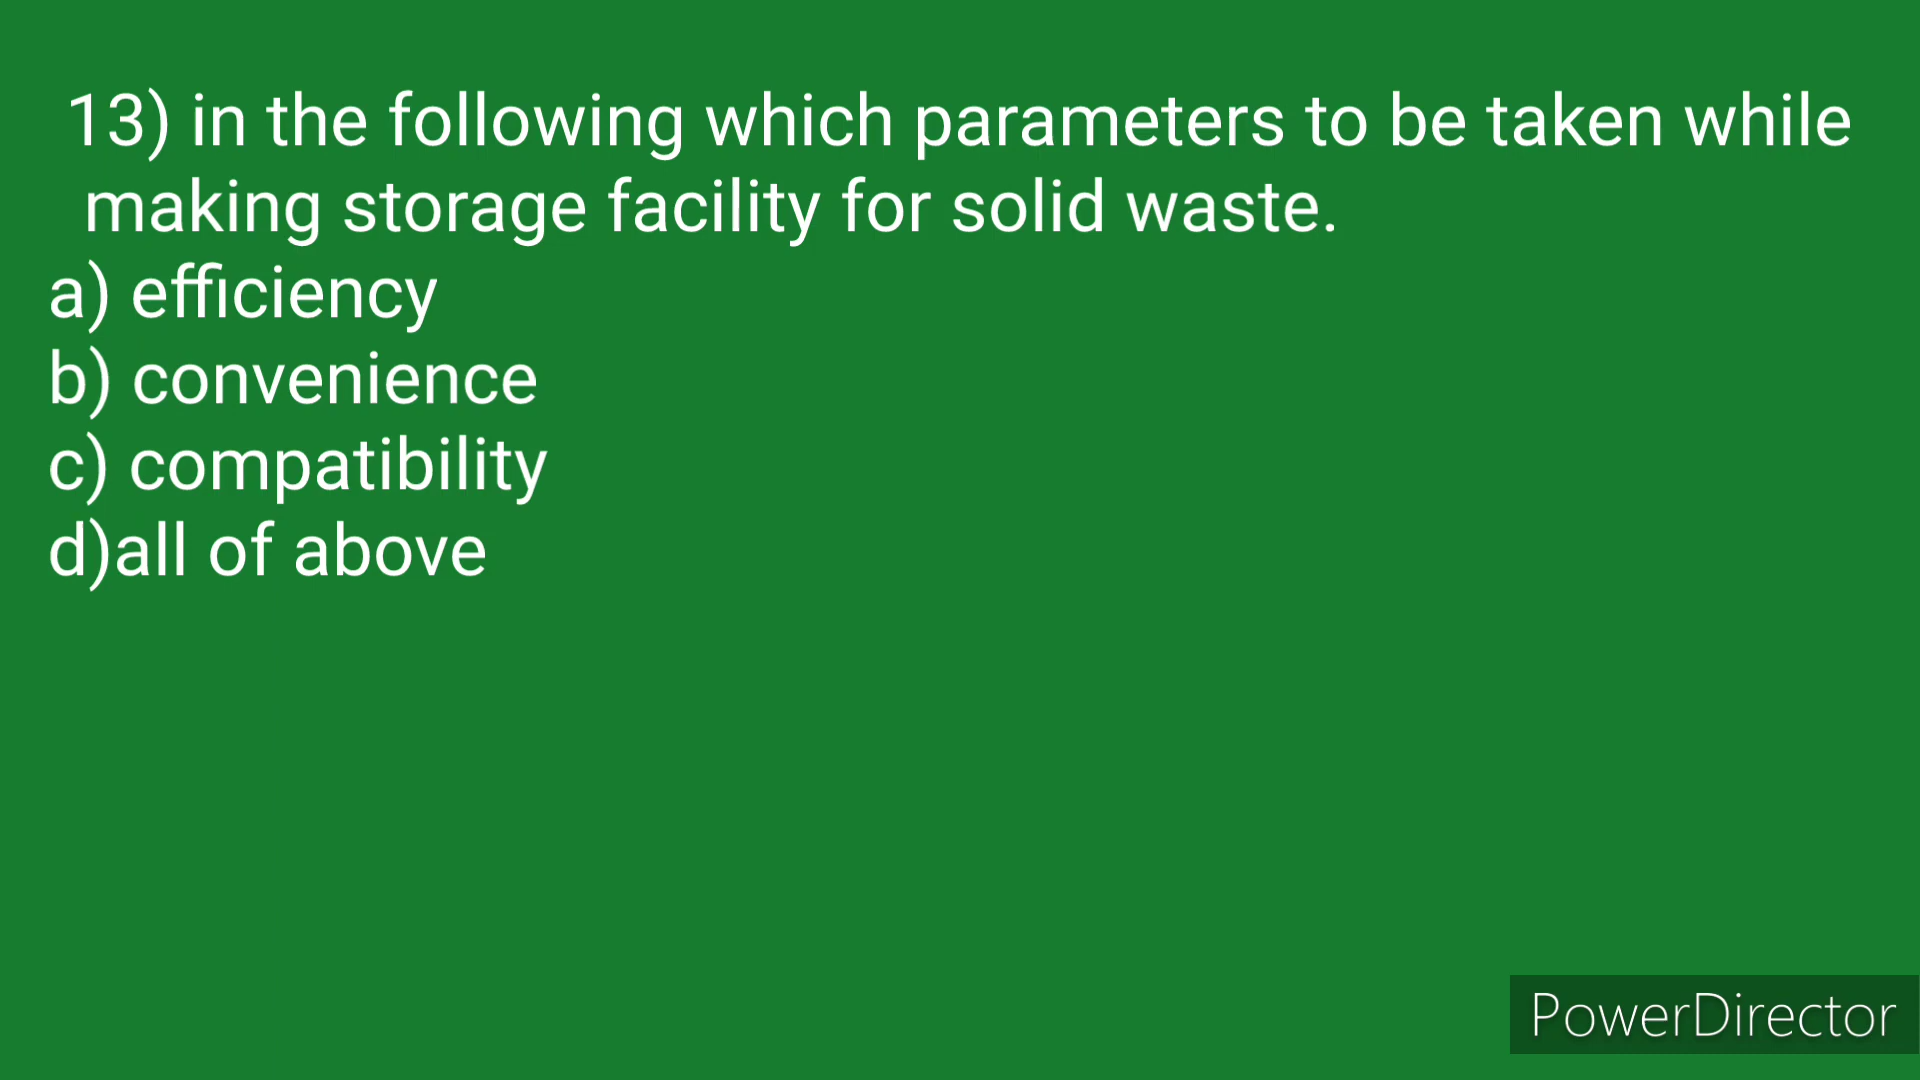 13) in the following which parameters to be taken while
making storage facility for solid waste.
a) efficiency
b) convenience
c) compatibility
d)all of above
PowerDirector